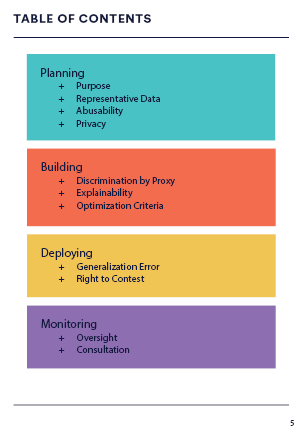 TABLE OF CONTENTS
Planning
+ Purpose
+ Representative Data
+ Abusability
+ Privacy
Building
+ Discrimination by Proxy
+ Explainability
+ Optimization Criteria
Deploying
+ Generalization Error
+ Right to Contest
Monitoring
+ Oversight
+ Consultation
5